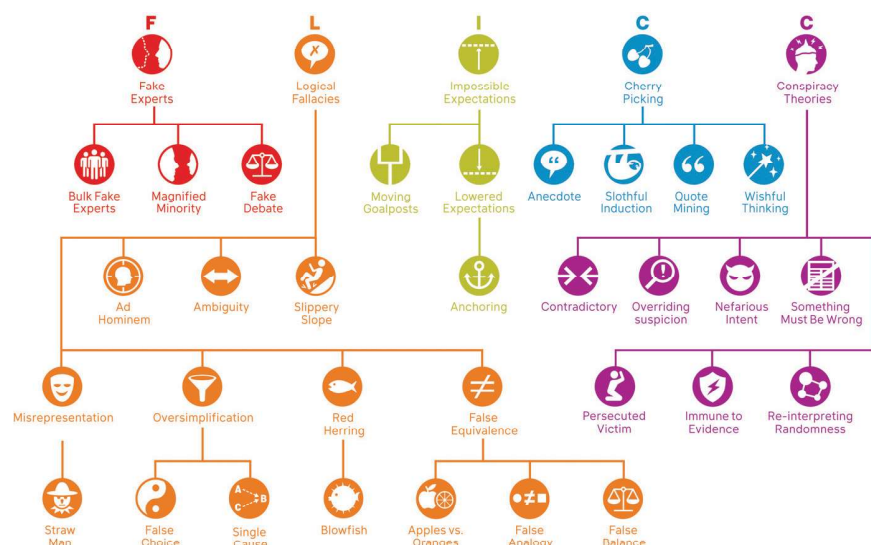 F L I C C
Fake Experts
Logical Fallacies
Impossible Expectations
Cherry Picking
Conspiracy Theories
Bulk Fake Experts
Magnified Minority
Fake Debate
Moving Goalposts
Lowered Expectations
Anecdote
Slothful Induction
Quote Mining
Wishful Thinking
Ad Hominem
Ambiguity
Slippery Slope
Anchoring
Contradictory
Overriding suspicion
Nefarious Intent
Something Must Be Wrong
Misrepresentation
Oversimplification
Red Herring
False Equivalence
Persecuted Victim
Immune to Evidence
Re-interpreting Randomness
A
B
C
Straw Man
False Choice
Single Cause
Blowfish
Apples vs. Oranges
False Analogy
False Balance